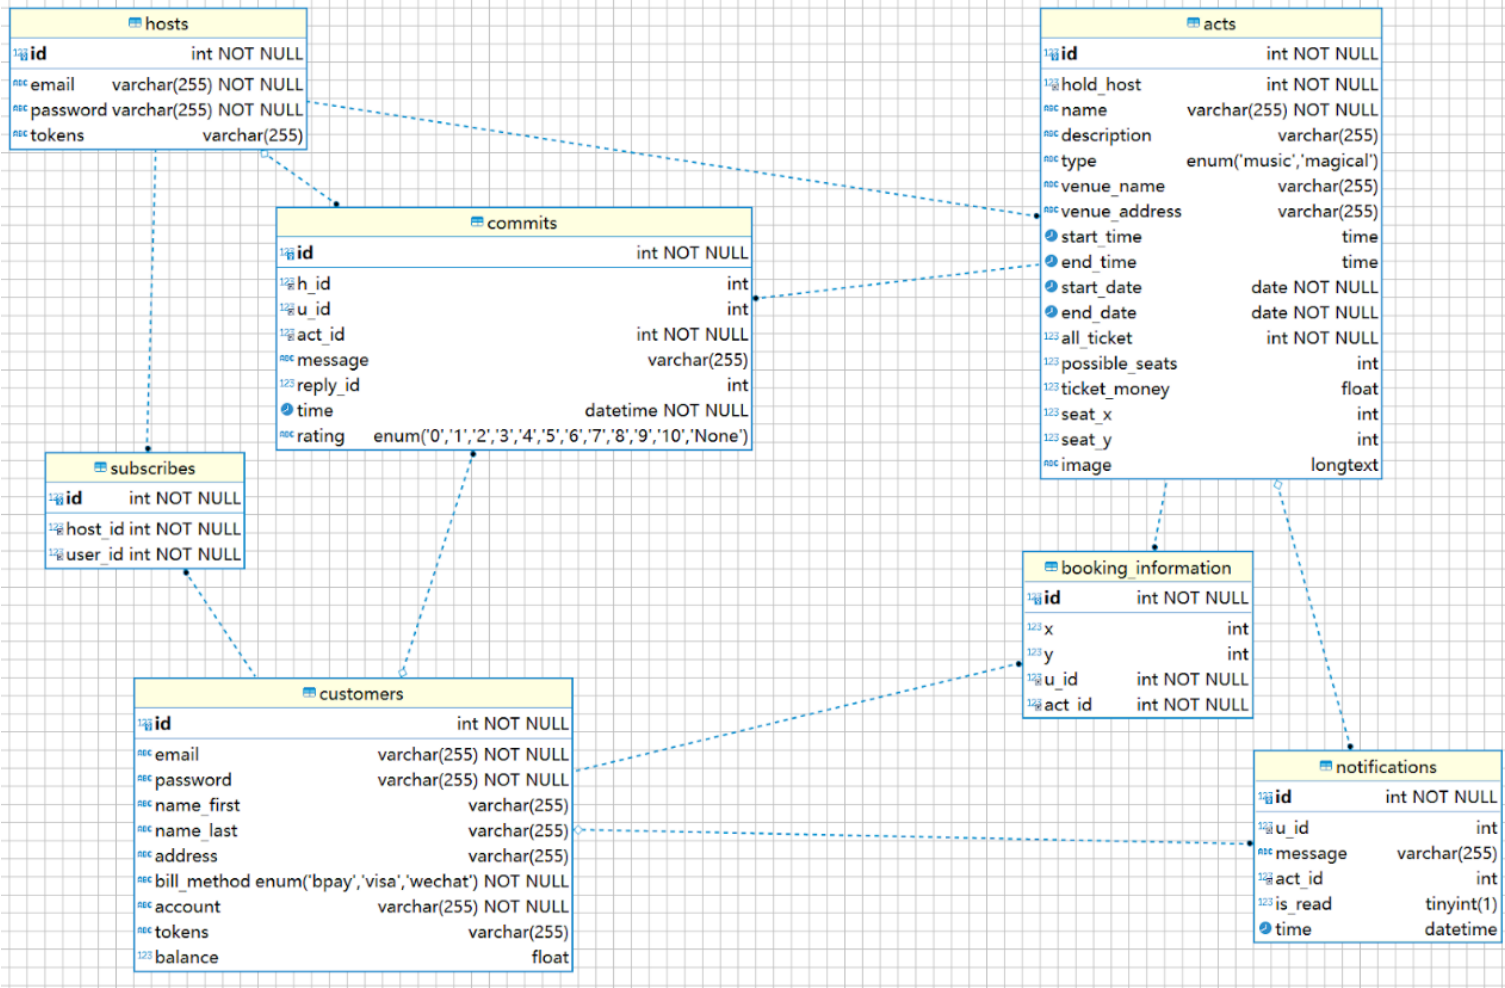 hosts
id int NOT NULL
email varchar(255) NOT NULL
password varchar(255) NOT NULL
tokens varchar(255)
acts
id int NOT NULL
hold_host int NOT NULL
name varchar(255) NOT NULL
description varchar(255)
type enum('music','magical')
venue_name varchar(255)
venue_address varchar(255)
start_time time
end_time time
start_date date NOT NULL
end_date date NOT NULL
all_ticket int NOT NULL
possible_seats int
ticket_money float
seat_x int
seat_y int
image longtext
commits
id int NOT NULL
h_id int
u_id int
act_id int NOT NULL
message varchar(255)
reply_id int
time datetime NOT NULL
rating enum('0','1','2','3','4','5','6','7','8','9','10','None')
subscribes
id int NOT NULL
host_id int NOT NULL
user_id int NOT NULL
booking_information
id int NOT NULL
x int
y int
u_id int NOT NULL
act_id int NOT NULL
customers
id int NOT NULL
email varchar(255) NOT NULL
password varchar(255) NOT NULL
name_first varchar(255)
name_last varchar(255)
address varchar(255)
bill_method enum('bpay','visa','wechat') NOT NULL
account varchar(255) NOT NULL
tokens varchar(255)
balance float
notifications
id int NOT NULL
u_id int
message varchar(255)
act_id int
is_read tinyint(1)
time datetime